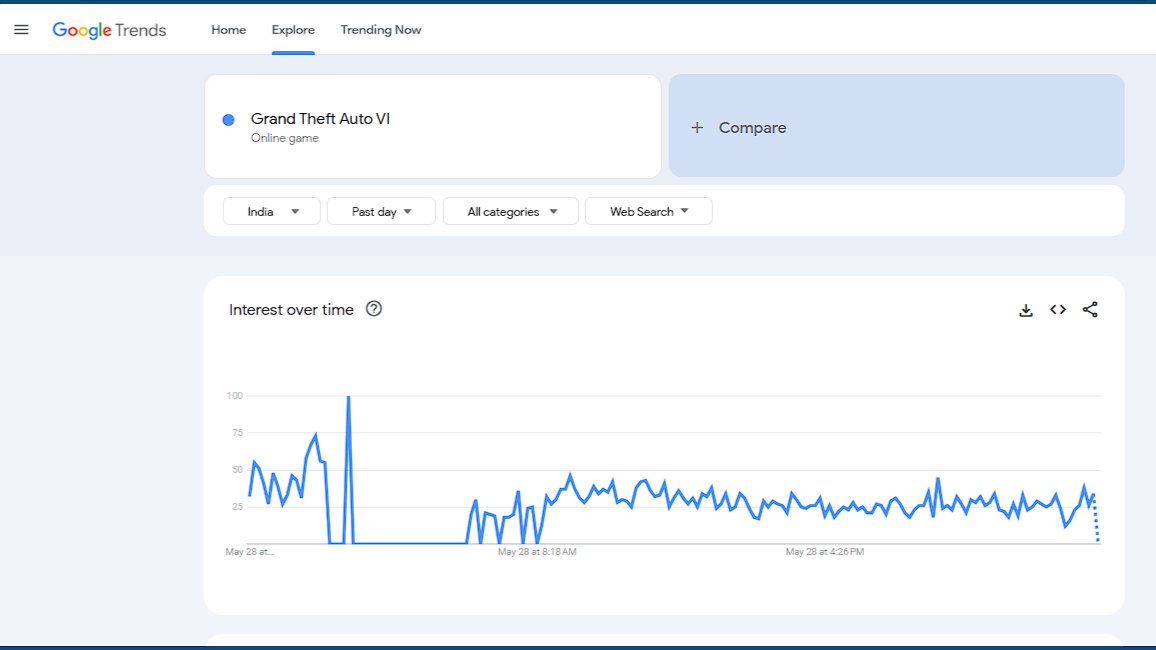 Google Trends
Home
Explore
Trending Now
Grand Theft Auto VI
Online game
+ Compare
India
Past day
All categories
Web Search
Interest over time
100
75
50
25
May 28 at…
May 28 at 8:18 AM
May 28 at 4:26 PM